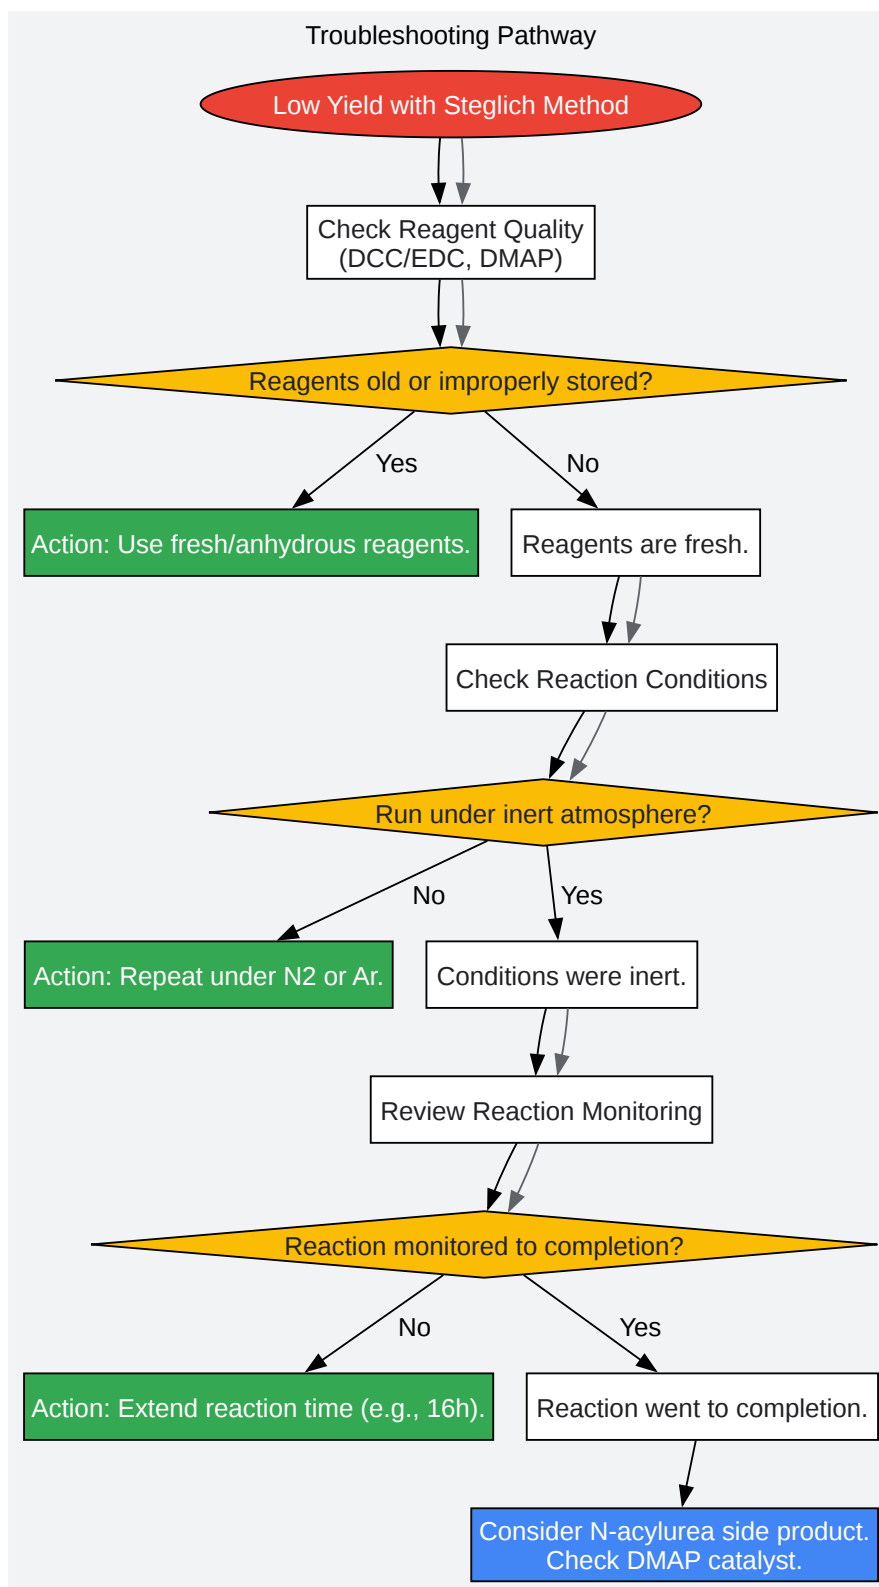 Troubleshooting Pathway
Low Yield with Steglich Method
Check Reagent Quality
(DCC/EDC, DMAP)
Reagents old or improperly stored?
Yes
No
Action: Use fresh/anhydrous reagents.
Reagents are fresh.
Check Reaction Conditions
Run under inert atmosphere?
No
Yes
Action: Repeat under N2 or Ar.
Conditions were inert.
Review Reaction Monitoring
Reaction monitored to completion?
No
Yes
Action: Extend reaction time (e.g., 16h).
Reaction went to completion.
Consider N-acylurea side product.
Check DMAP catalyst.